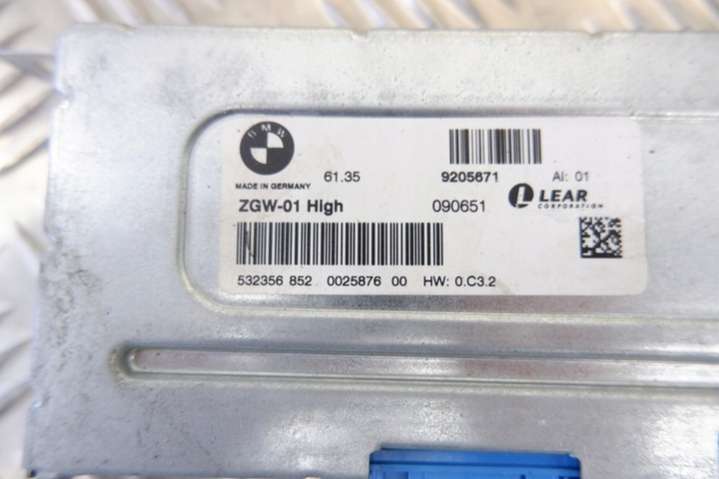 BMW
61.35 9205671 AI: 01
MADE IN GERMANY
LEAR
CORPORATION
ZGW-01 High 090651
532356 852 0025876 00 HW: 0.C3.2